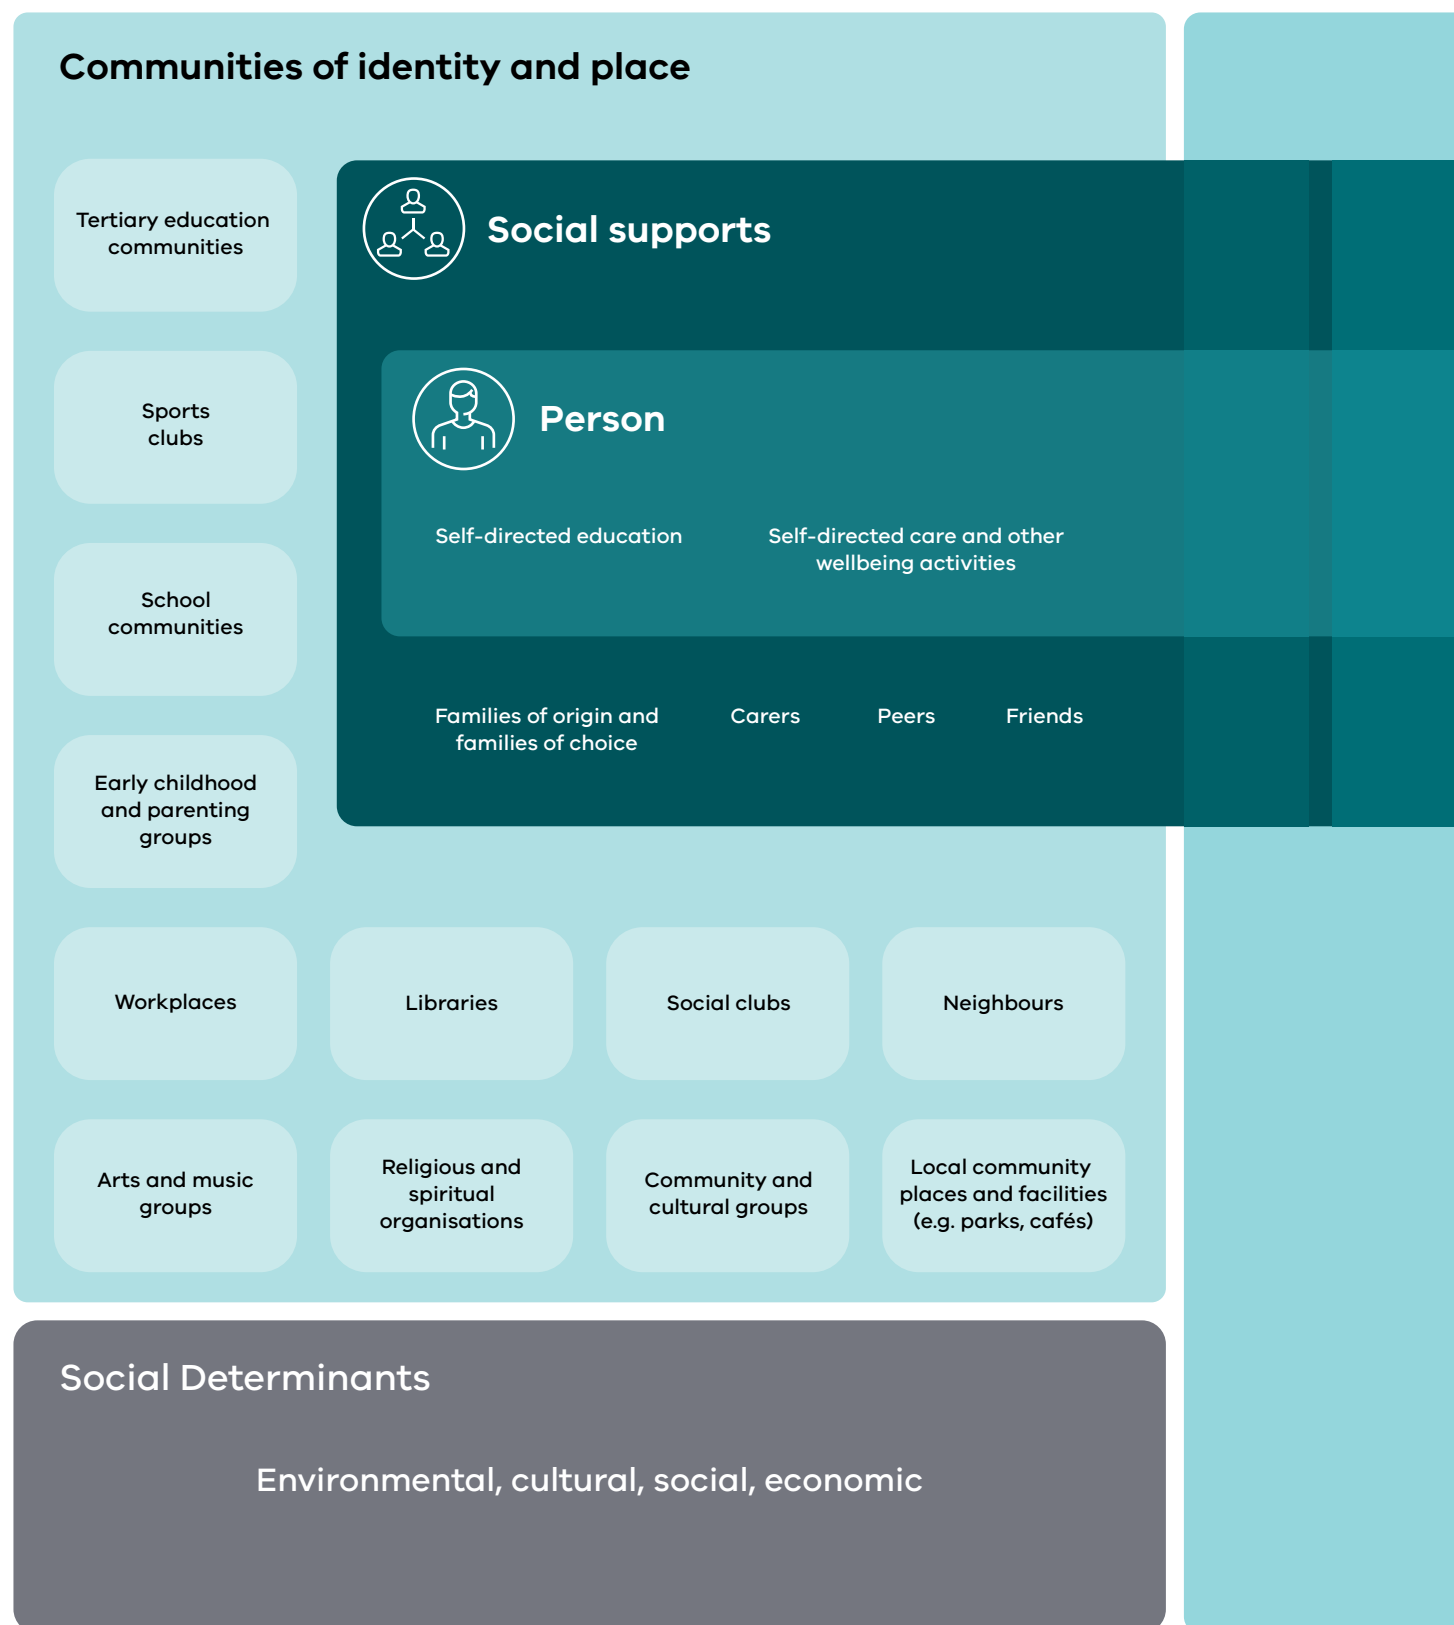 Communities of identity and place
Tertiary education
communities
Sports
clubs
School
communities
Early childhood
and parenting
groups
Social supports
Person
Self-directed education
Self-directed care and other
wellbeing activities
Families of origin and
families of choice
Carers
Peers
Friends
Workplaces
Libraries
Social clubs
Neighbours
Arts and music
groups
Religious and
spiritual
organisations
Community and
cultural groups
Local community
places and facilities
(e.g. parks, cafés)
Social Determinants
Environmental, cultural, social, economic